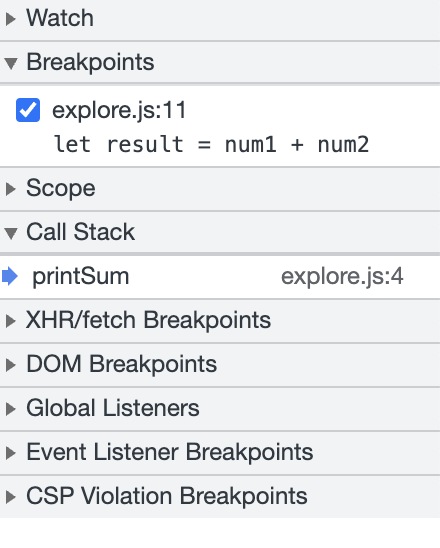 Watch
Breakpoints
explore.js:11
let result = num1 + num2
Scope
Call Stack
printSum explore.js:4
XHR/fetch Breakpoints
DOM Breakpoints
Global Listeners
Event Listener Breakpoints
CSP Violation Breakpoints